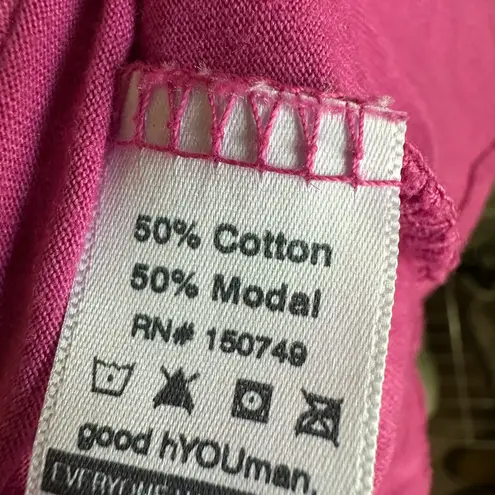 50% Cotton
50% Modal
RN# 150749
good hYOUman.